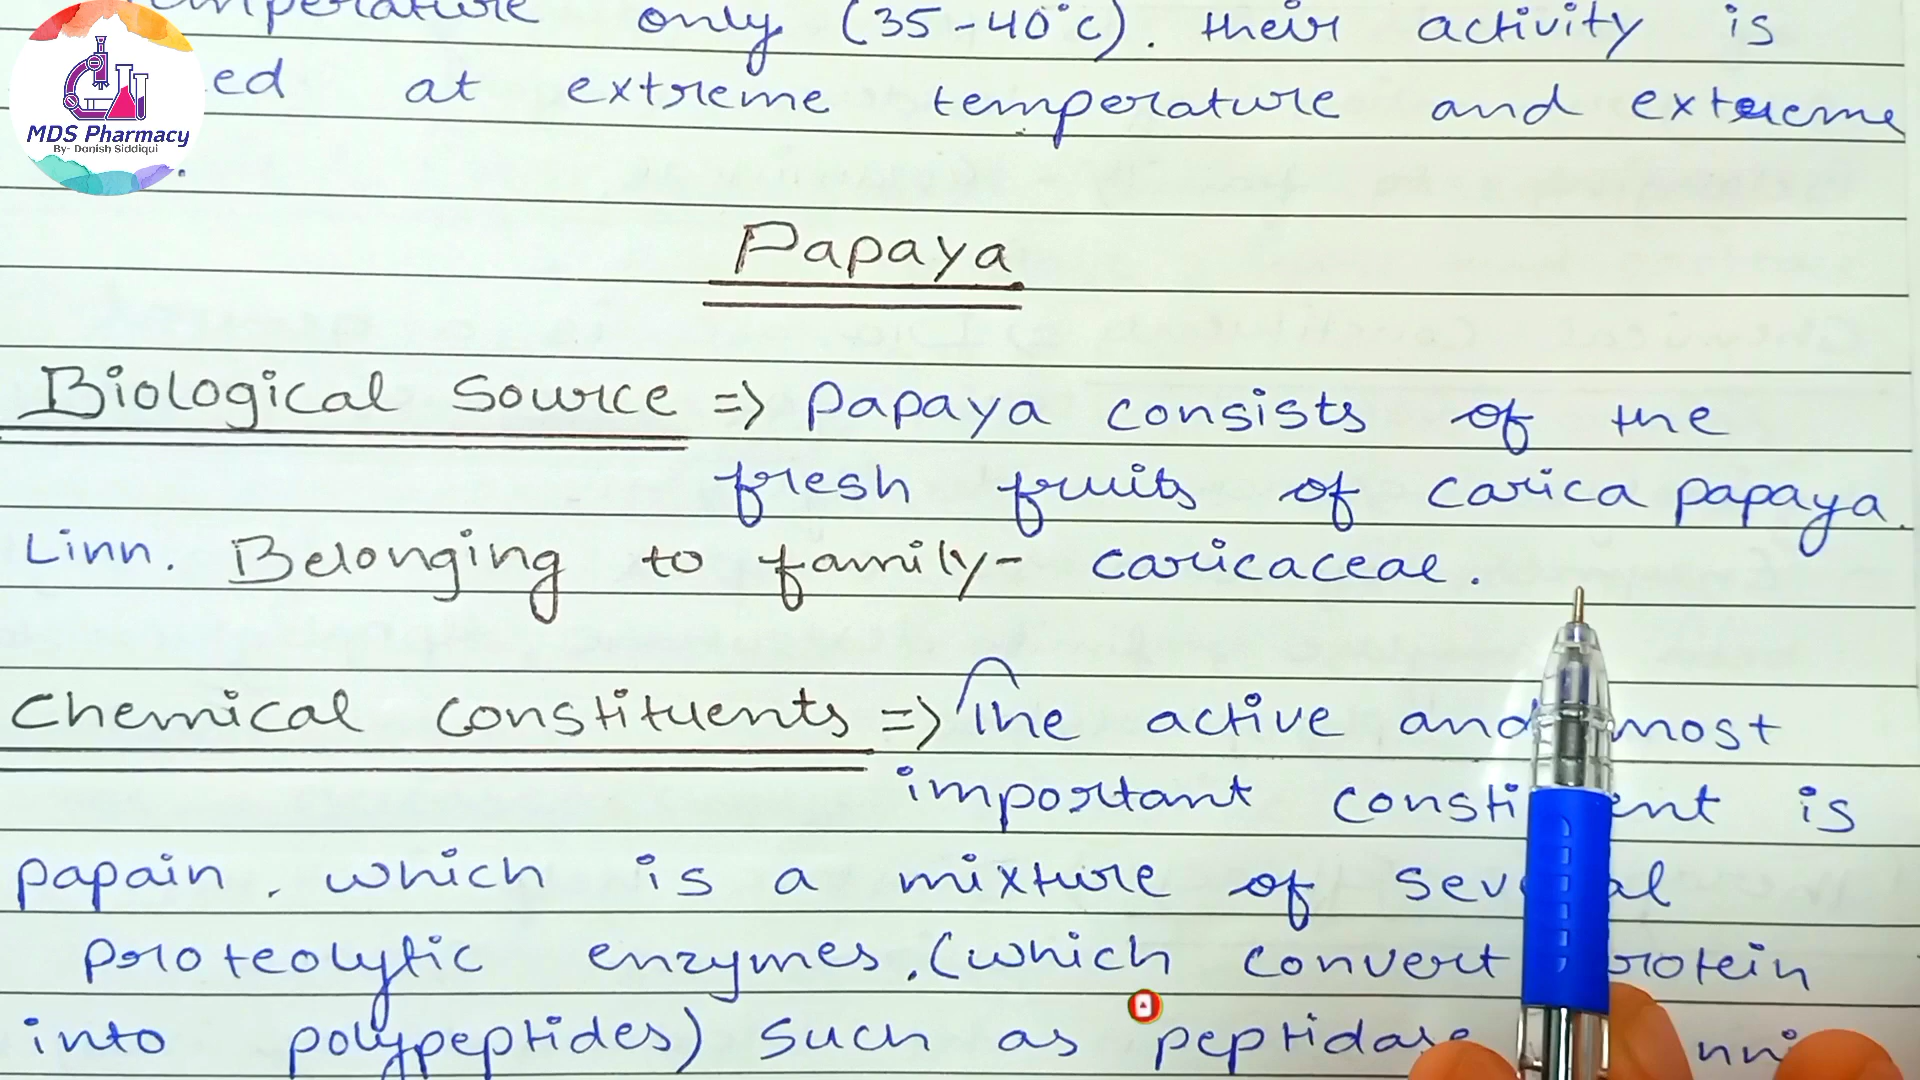 temperature only (35-40°c). their activity is
ed at extreme temperature and extreme
MDS Pharmacy
By- Danish Siddiqui
Papaya
Biological Source => Papaya consists of the
fresh fruits of carica papaya.
Linn. Belonging to family- caricaceae.
Chemical constituents => The active and most
important constituent is
papain. which is a mixture of several
proteolytic enzymes. (which convert protein
into polypeptides) such as peptidase